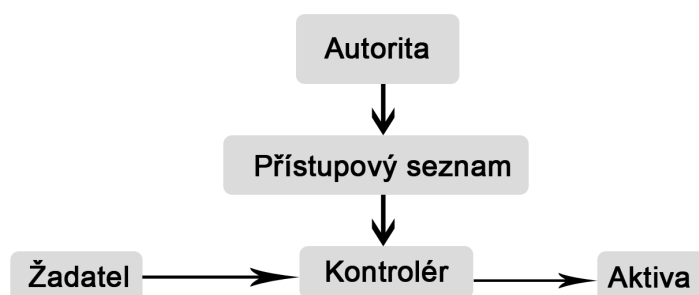 Autorita
Přístupový seznam
Žadatel
Kontrolér
Aktiva